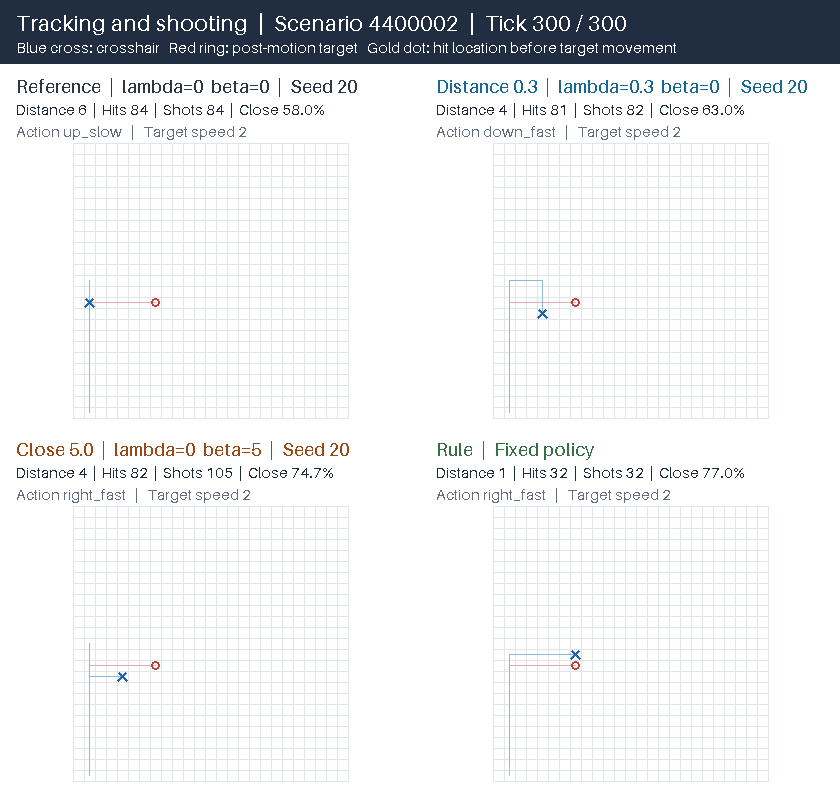 Tracking and shooting | Scenario 4400002 | Tick 300 / 300
Blue cross: crosshair Red ring: post-motion target Gold dot: hit location before target movement
Reference | lambda=0 beta=0 | Seed 20
Distance 6 | Hits 84 | Shots 84 | Close 58.0%
Action up_slow | Target speed 2
Distance 0.3 | lambda=0.3 beta=0 | Seed 20
Distance 4 | Hits 81 | Shots 82 | Close 63.0%
Action down_fast | Target speed 2
Close 5.0 | lambda=0 beta=5 | Seed 20
Distance 4 | Hits 82 | Shots 105 | Close 74.7%
Action right_fast | Target speed 2
Rule | Fixed policy
Distance 1 | Hits 32 | Shots 32 | Close 77.0%
Action right_fast | Target speed 2